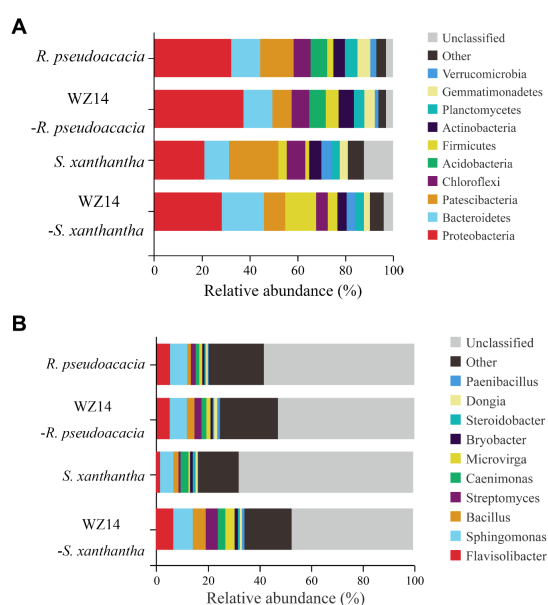 A
R. pseudoacacia
WZ14
-R. pseudoacacia
S. xanthantha
WZ14
-S. xanthantha
0 20 40 60 80 100
Relative abundance (%)
Unclassified
Other
Verrucomicrobia
Gemmatimonadetes
Planctomycetes
Actinobacteria
Firmicutes
Acidobacteria
Chloroflexi
Patescibacteria
Bacteroidetes
Proteobacteria
B
R. pseudoacacia
WZ14
-R. pseudoacacia
S. xanthantha
WZ14
-S. xanthantha
0 20 40 60 80 100
Relative abundance (%)
Unclassified
Other
Paenibacillus
Dongia
Steroidobacter
Bryobacter
Microvirga
Caenimonas
Streptomyces
Bacillus
Sphingomonas
Flavisolibacter